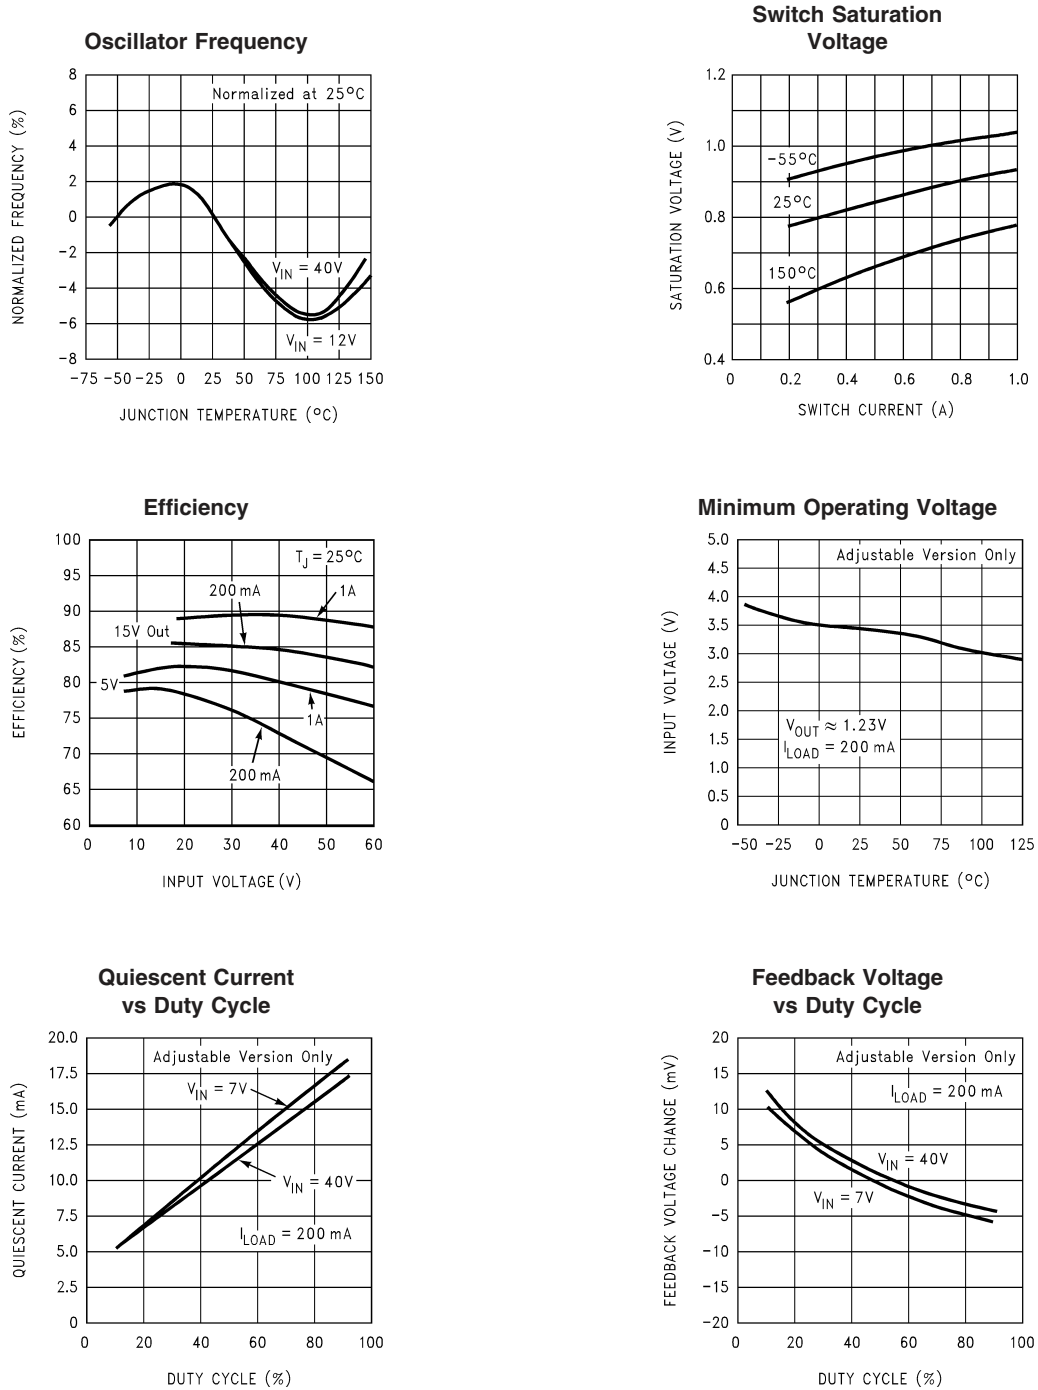 Oscillator Frequency
Normalized at 25°C
NORMALIZED FREQUENCY (%)
8
6
4
2
0
−2
−4
−6
−8
V_IN = 40V
V_IN = 12V
−75 −50 −25 0 25 50 75 100 125 150
JUNCTION TEMPERATURE (°C)
Switch Saturation
Voltage
SATURATION VOLTAGE (V)
1.2
1.0
0.8
0.6
0.4
−55°C
25°C
150°C
0 0.2 0.4 0.6 0.8 1.0
SWITCH CURRENT (A)
Efficiency
EFFICIENCY (%)
100
95
90
85
80
75
70
65
60
T_J = 25°C
200 mA
1A
15V Out
5V
1A
200 mA
0 10 20 30 40 50 60
INPUT VOLTAGE (V)
Minimum Operating Voltage
INPUT VOLTAGE (V)
5.0
4.5
4.0
3.5
3.0
2.5
2.0
1.5
1.0
0.5
0
Adjustable Version Only
V_OUT ≈ 1.23V
I_LOAD = 200 mA
−50 −25 0 25 50 75 100 125
JUNCTION TEMPERATURE (°C)
Quiescent Current
vs Duty Cycle
QUIESCENT CURRENT (mA)
20.0
17.5
15.0
12.5
10.0
7.5
5.0
2.5
0
Adjustable Version Only
V_IN = 7V
V_IN = 40V
I_LOAD = 200 mA
0 20 40 60 80 100
DUTY CYCLE (%)
Feedback Voltage
vs Duty Cycle
FEEDBACK VOLTAGE CHANGE (mV)
20
15
10
5
0
−5
−10
−15
−20
Adjustable Version Only
I_LOAD = 200 mA
V_IN = 40V
V_IN = 7V
0 20 40 60 80 100
DUTY CYCLE (%)